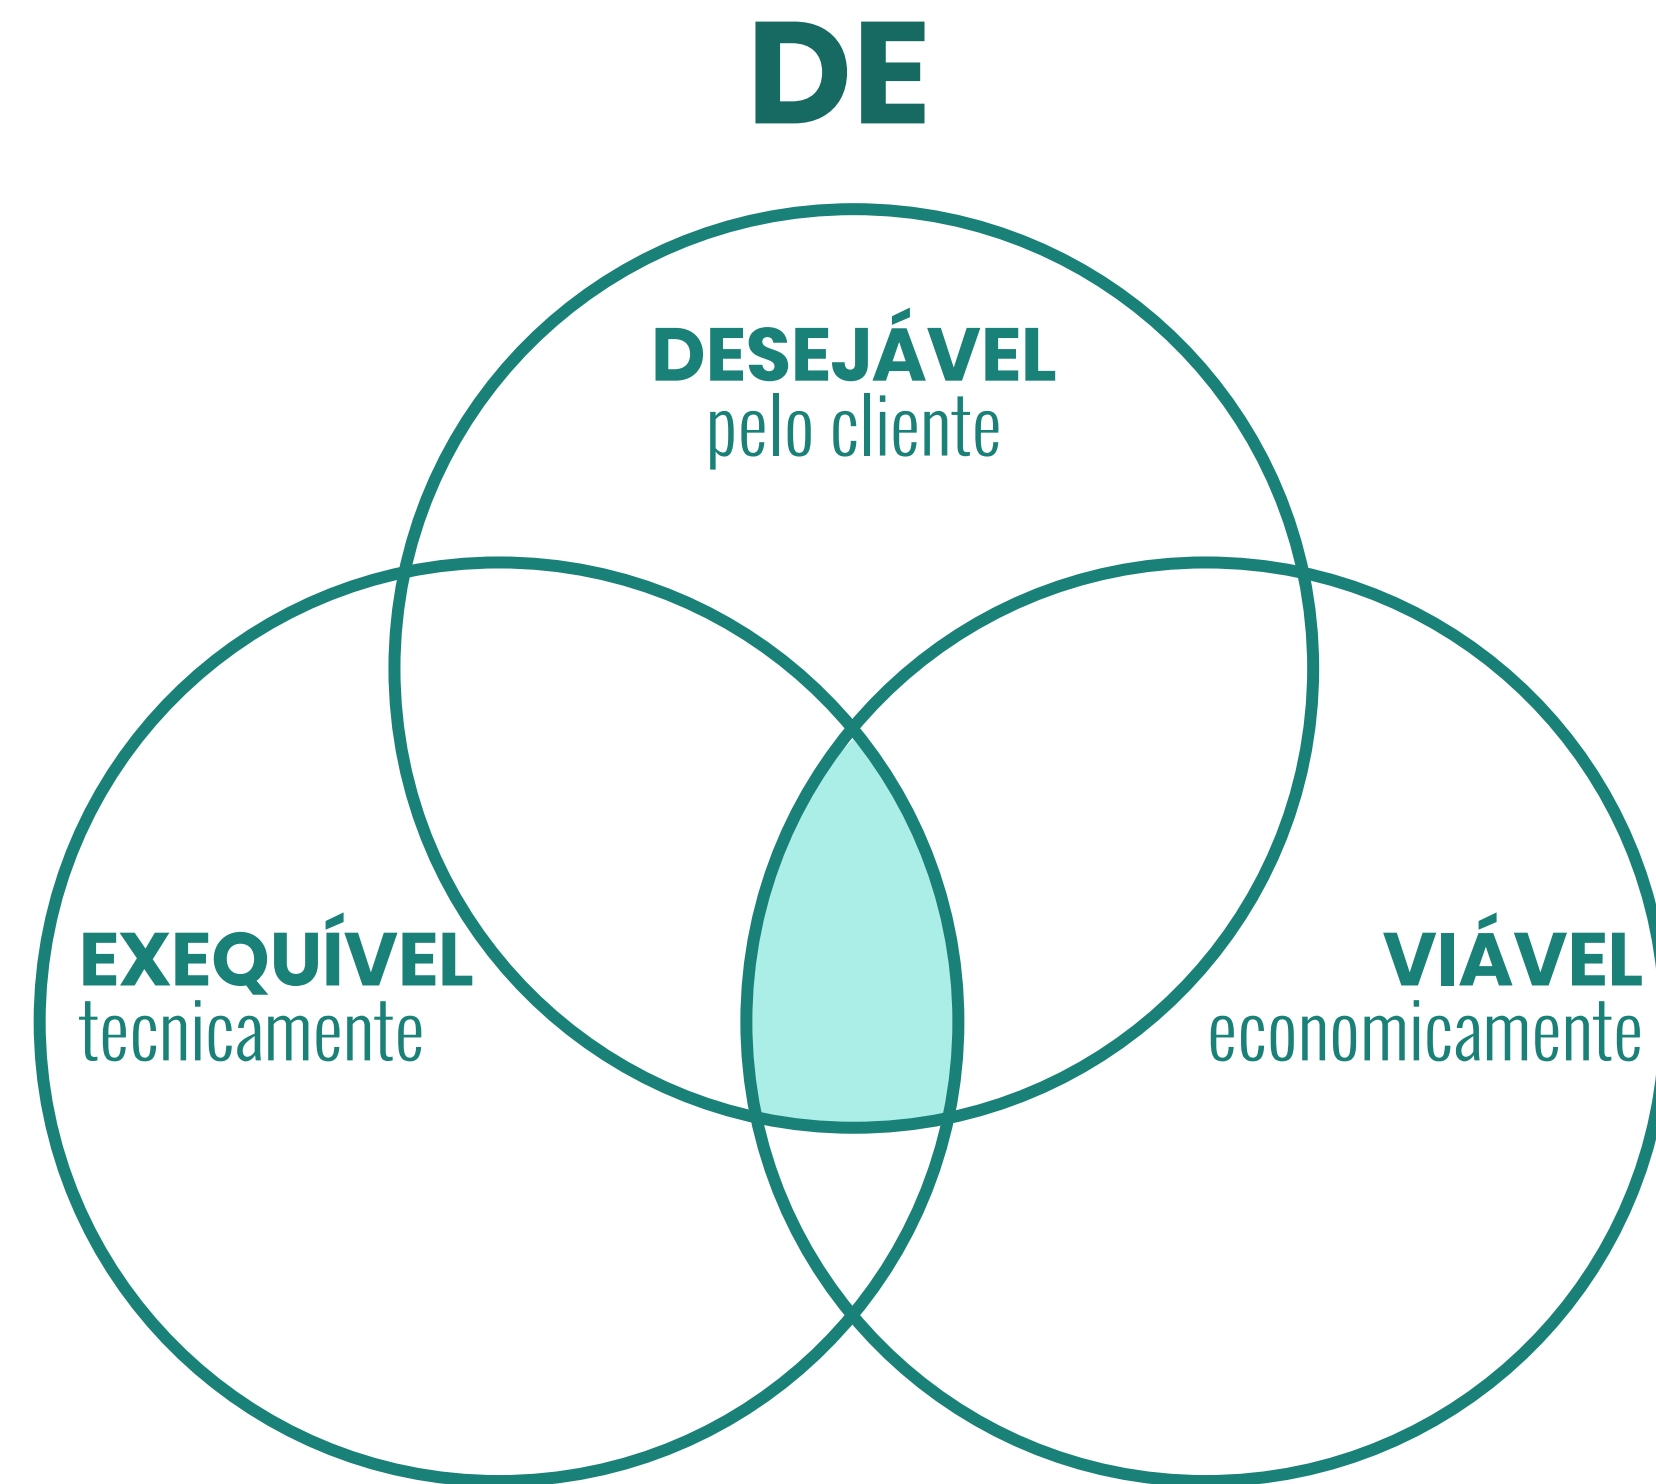 DE
DESEJÁVEL
pelo cliente
EXEQUÍVEL
tecnicamente
VIÁVEL
economicamente